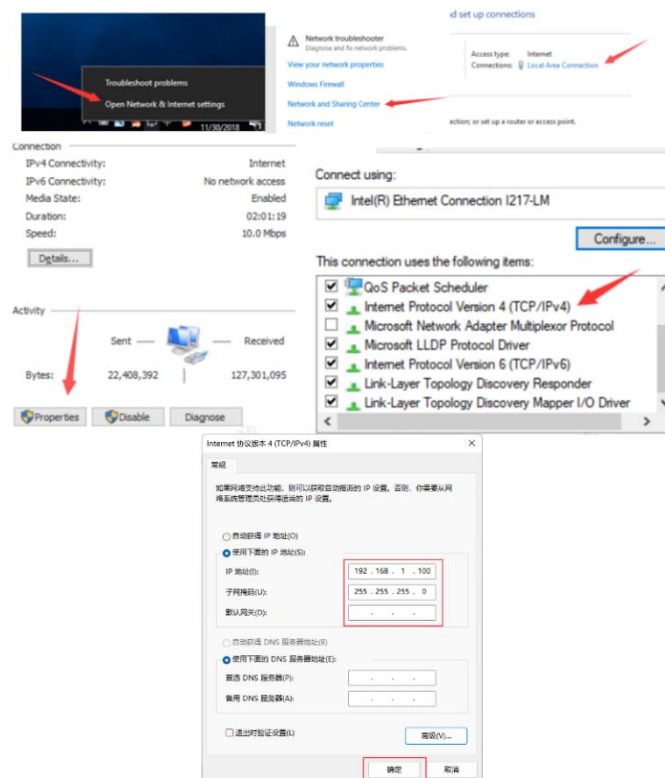 Troubleshoot problems
Open Network & Internet settings
11/30/2018
Network troubleshooter
Diagnose and fix network problems.
View your network properties
Windows Firewall
Network and Sharing Center
Network reset
nd set up connections
Access type: Internet
Connections: Local Area Connection
ection; or set up a router or access point.
Connection
IPv4 Connectivity: Internet
IPv6 Connectivity: No network access
Media State: Enabled
Duration: 02:01:19
Speed: 10.0 Mbps
Details...
Activity
Sent — — Received
Bytes: 22,408,392 127,301,095
Properties Disable Diagnose
Connect using:
Intel(R) Ethernet Connection I217-LM
Configure...
This connection uses the following items:
QoS Packet Scheduler
Internet Protocol Version 4 (TCP/IPv4)
Microsoft Network Adapter Multiplexor Protocol
Microsoft LLDP Protocol Driver
Internet Protocol Version 6 (TCP/IPv6)
Link-Layer Topology Discovery Responder
Link-Layer Topology Discovery Mapper I/O Driver
Internet 协议版本 4 (TCP/IPv4) 属性
常规
如果网络支持此功能，则可以获取自动指派的 IP 设置。否则，你需要从网
络系统管理员处获得适当的 IP 设置。
自动获得 IP 地址(O)
使用下面的 IP 地址(S):
IP 地址(I): 192 . 168 . 1 . 100
子网掩码(U): 255 . 255 . 255 . 0
默认网关(D): . . .
自动获得 DNS 服务器地址(B)
使用下面的 DNS 服务器地址(E):
首选 DNS 服务器(P): . . .
备用 DNS 服务器(A): . . .
退出时验证设置(L)
高级(V)...
确定 取消